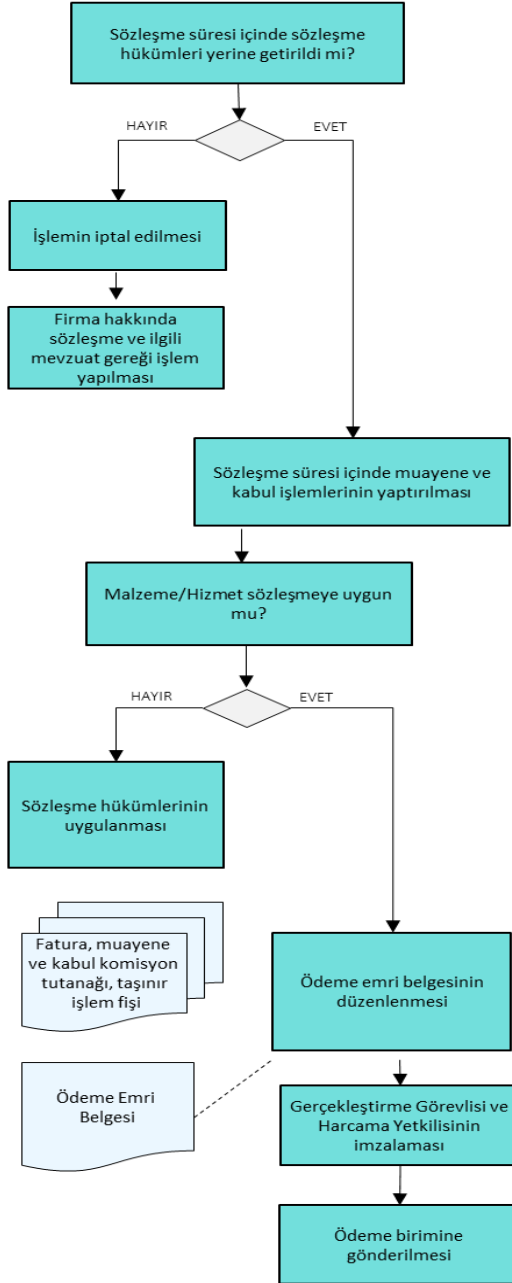 Sözleşme süresi içinde sözleşme
hükümleri yerine getirildi mi?
HAYIR
EVET
İşlemin iptal edilmesi
Firma hakkında
sözleşme ve ilgili
mevzuat gereği işlem
yapılması
Sözleşme süresi içinde muayene ve
kabul işlemlerinin yaptırılması
Malzeme/Hizmet sözleşmeye uygun
mu?
HAYIR
EVET
Sözleşme hükümlerinin
uygulanması
Fatura, muayene
ve kabul komisyon
tutanağı, taşınır
işlem fişi
Ödeme emri belgesinin
düzenlenmesi
Ödeme Emri
Belgesi
Gerçekleştirme Görevlisi ve
Harcama Yetkilisinin
imzalaması
Ödeme birimine
gönderilmesi